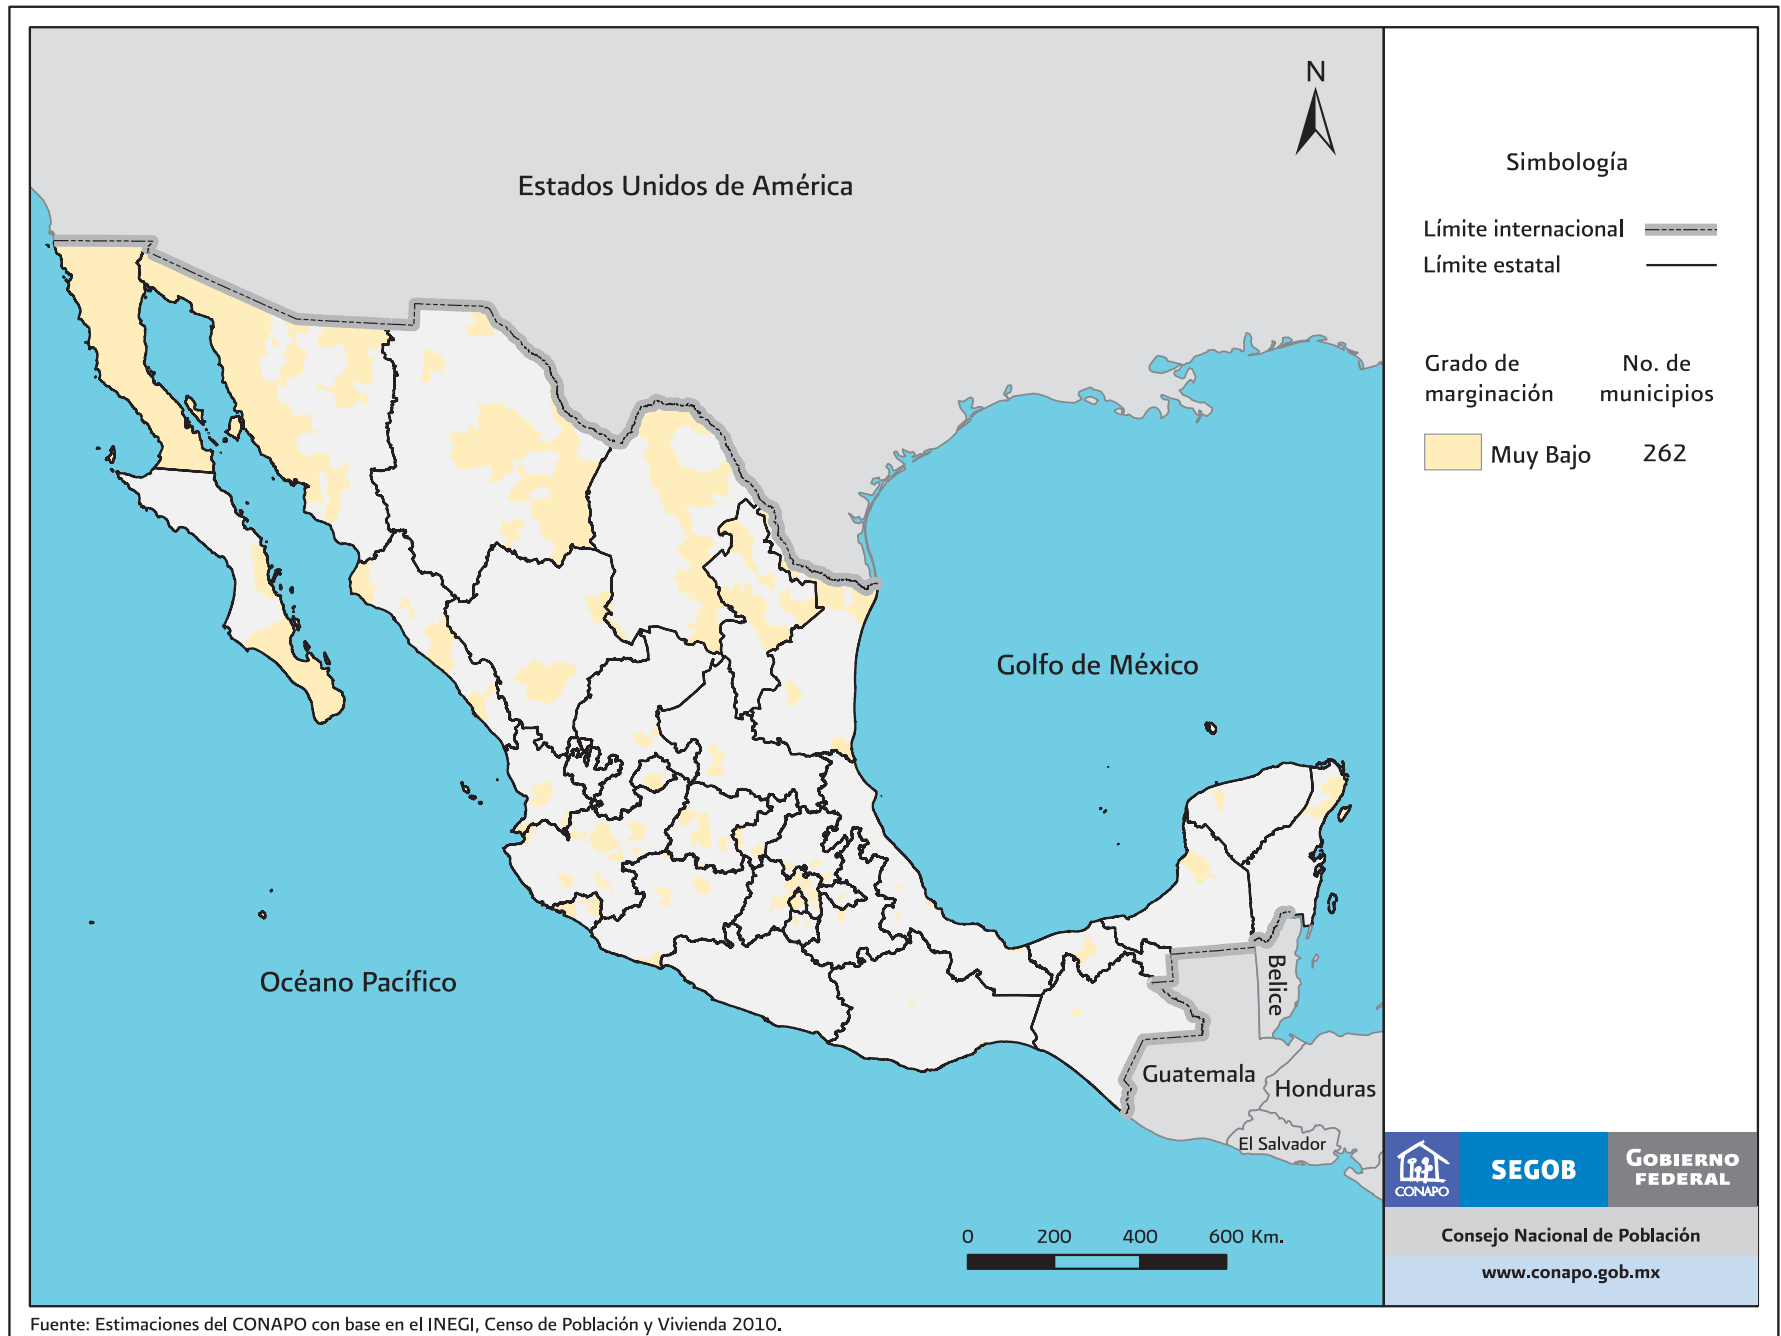 N
Estados Unidos de América
Golfo de México
Océano Pacífico
Belice
Guatemala
Honduras
El Salvador
0 200 400 600 Km.
Simbología
Límite internacional
Límite estatal
Grado de No. de
marginación municipios
Muy Bajo 262
CONAPO
SEGOB
GOBIERNO
FEDERAL
Consejo Nacional de Población
www.conapo.gob.mx
Fuente: Estimaciones del CONAPO con base en el INEGI, Censo de Población y Vivienda 2010.